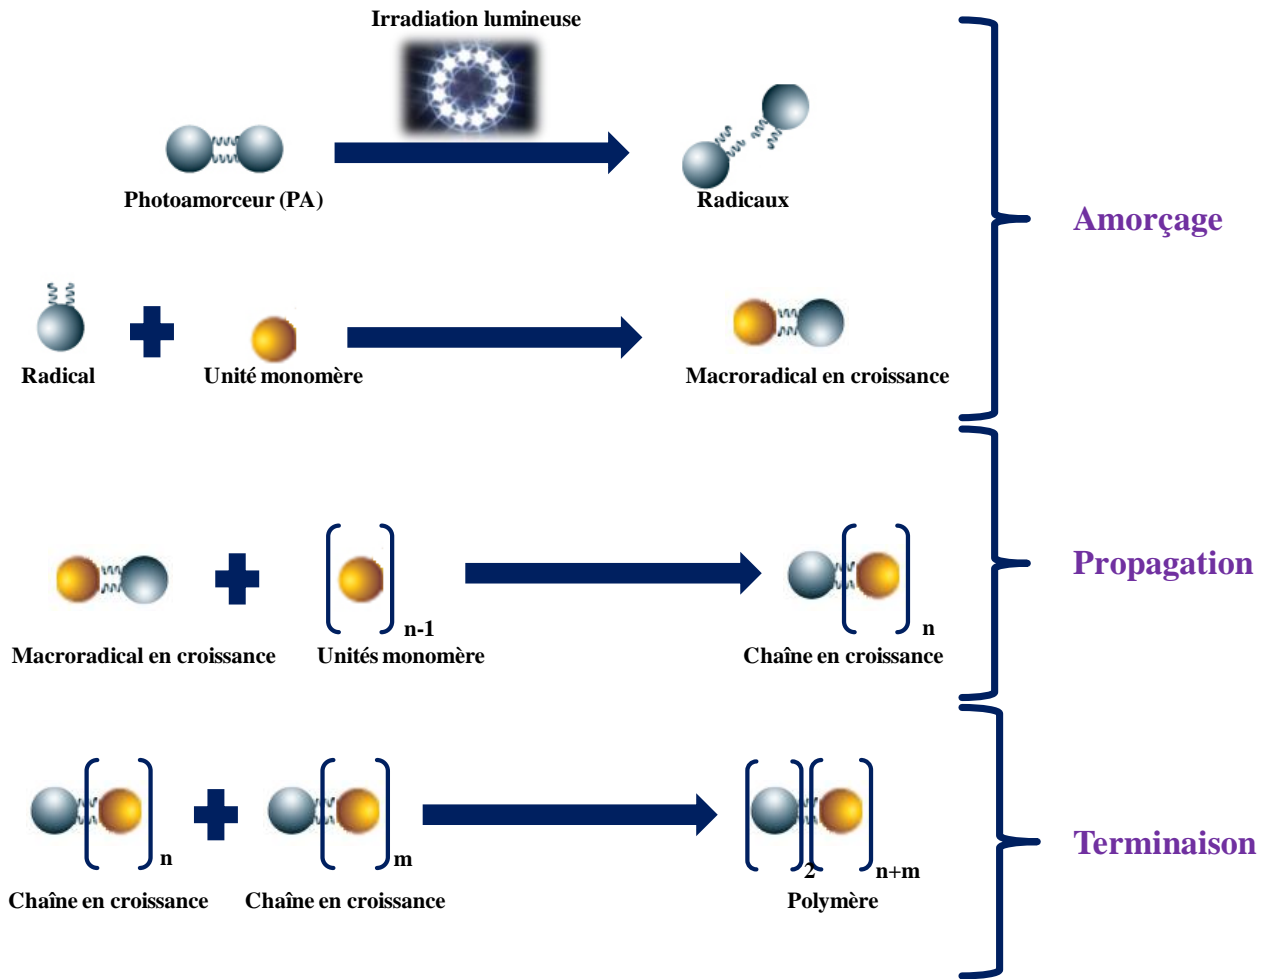 Irradiation lumineuse
Photoamorceur (PA)
Radicaux
Amorçage
Radical
Unité monomère
Macroradical en croissance
n-1
n
Propagation
Macroradical en croissance
Unités monomère
Chaîne en croissance
n
m
2
n+m
Terminaison
Chaîne en croissance
Chaîne en croissance
Polymère